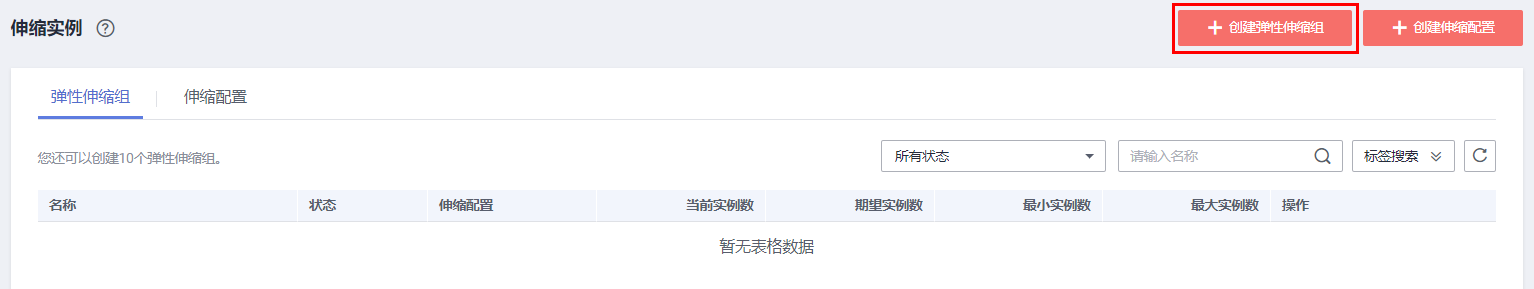 伸缩实例 ?
创建弹性伸缩组 创建伸缩配置
弹性伸缩组 伸缩配置
您还可以创建10个弹性伸缩组。
所有状态 请输入名称 标签搜索
名称 状态 伸缩配置 当前实例数 期望实例数 最小实例数 最大实例数 操作
暂无表格数据